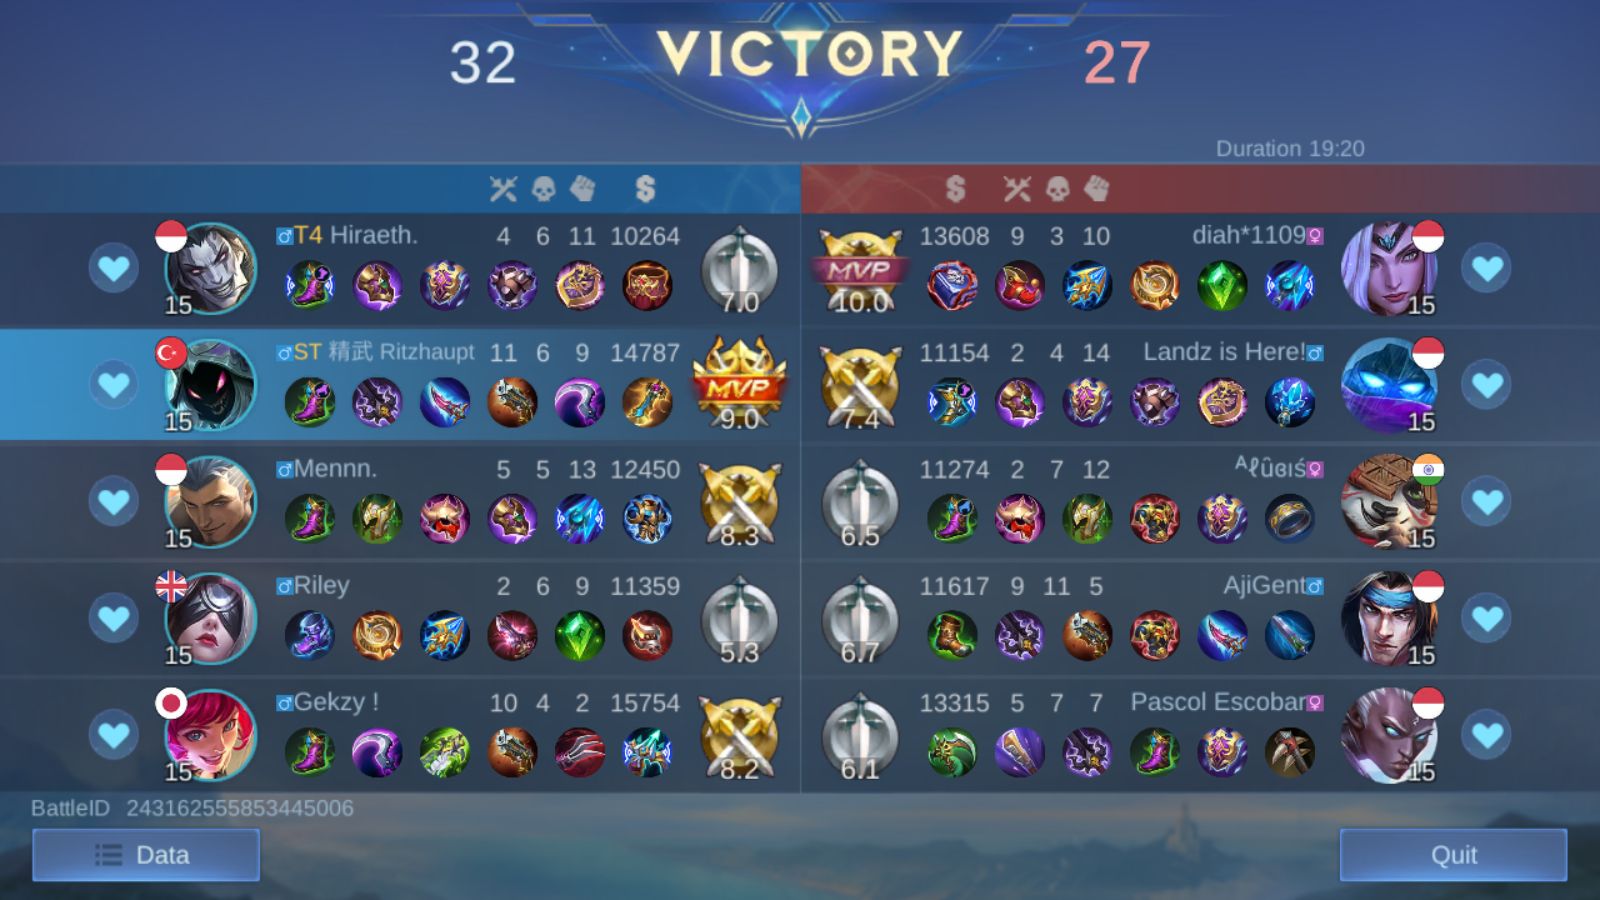 32 VICTORY 27
Duration 19:20
T4 Hiraeth. 4 6 11 10264
15 7.0
MVP 13608 9 3 10 diah*1109
10.0 15
ST 精武 Ritzhaupt 11 6 9 14787 MVP
15 9.0
11154 2 4 14 Landz is Here!
7.4 15
Mennn. 5 5 13 12450
15 8.3
11274 2 7 12
6.5 15
Riley 2 6 9 11359
15 5.3
11617 9 11 5 AjiGent
6.7 15
Gekzy ! 10 4 2 15754
15 8.2
13315 5 7 7 Pascol Escobar
6.1 15
BattleID 243162555853445006
Data
Quit